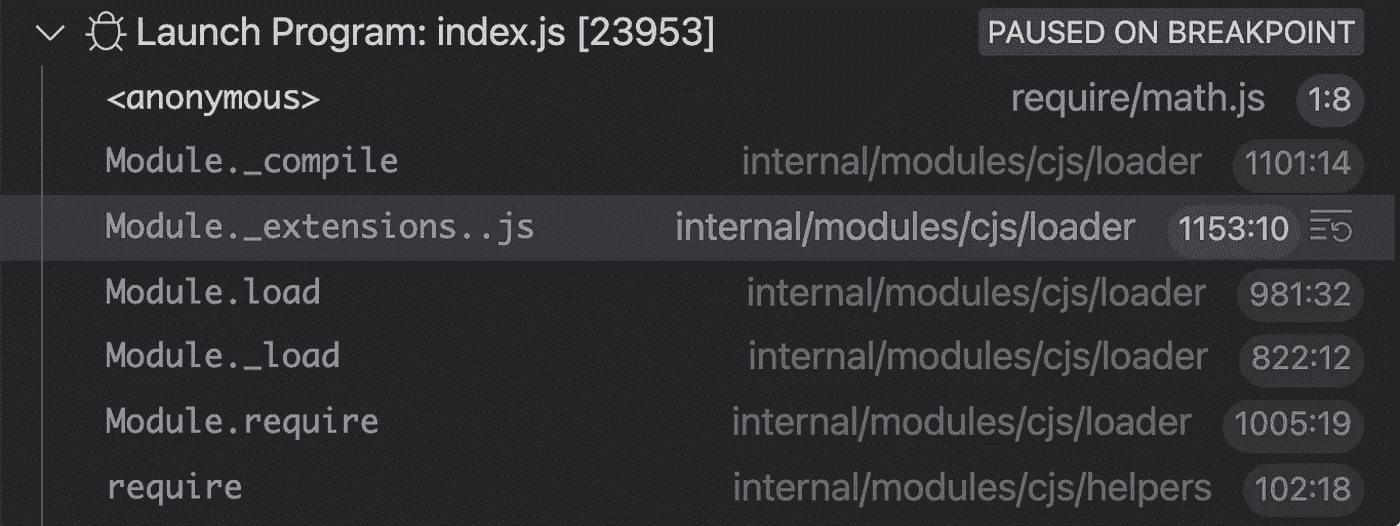 Launch Program: index.js [23953] PAUSED ON BREAKPOINT
<anonymous> require/math.js 1:8
Module._compile internal/modules/cjs/loader 1101:14
Module._extensions..js internal/modules/cjs/loader 1153:10
Module.load internal/modules/cjs/loader 981:32
Module._load internal/modules/cjs/loader 822:12
Module.require internal/modules/cjs/loader 1005:19
require internal/modules/cjs/helpers 102:18